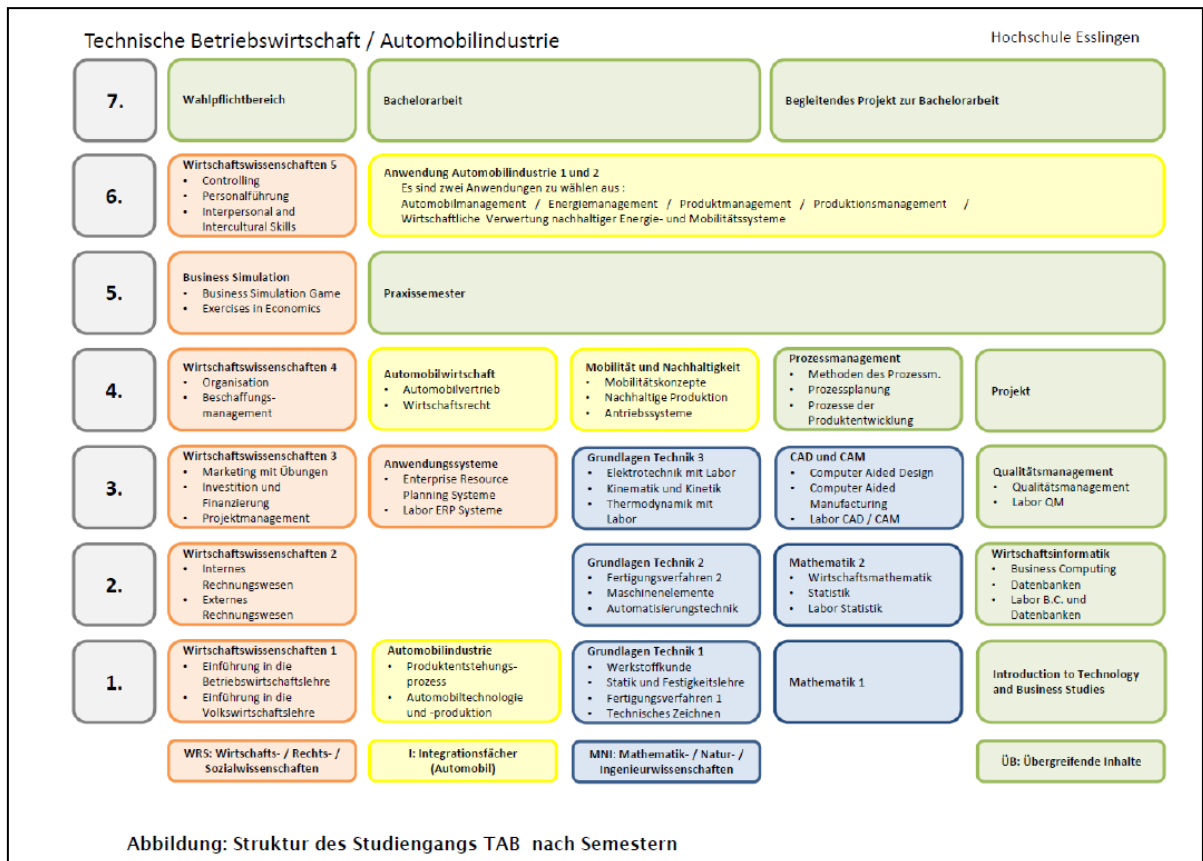 Technische Betriebswirtschaft / Automobilindustrie
Hochschule Esslingen
7.
Wahlpflichtbereich
Bachelorarbeit
Begleitendes Projekt zur Bachelorarbeit
6.
Wirtschaftswissenschaften 5
• Controlling
• Personalführung
• Interpersonal and
Intercultural Skills
Anwendung Automobilindustrie 1 und 2
Es sind zwei Anwendungen zu wählen aus :
Automobilmanagement / Energiemanagement / Produktmanagement / Produktionsmanagement /
Wirtschaftliche Verwertung nachhaltiger Energie- und Mobilitätssysteme
5.
Business Simulation
• Business Simulation Game
• Exercises in Economics
Praxissemester
4.
Wirtschaftswissenschaften 4
• Organisation
• Beschaffungs-
management
Automobilwirtschaft
• Automobilvertrieb
• Wirtschaftsrecht
Mobilität und Nachhaltigkeit
• Mobilitätskonzepte
• Nachhaltige Produktion
• Antriebssysteme
Prozessmanagement
• Methoden des Prozessm.
• Prozessplanung
• Prozesse der
Produktentwicklung
Projekt
3.
Wirtschaftswissenschaften 3
• Marketing mit Übungen
• Investition und
Finanzierung
• Projektmanagement
Anwendungssysteme
• Enterprise Resource
Planning Systeme
• Labor ERP Systeme
Grundlagen Technik 3
• Elektrotechnik mit Labor
• Kinematik und Kinetik
• Thermodynamik mit
Labor
CAD und CAM
• Computer Aided Design
• Computer Aided
Manufacturing
• Labor CAD / CAM
Qualitätsmanagement
• Qualitätsmanagement
• Labor QM
2.
Wirtschaftswissenschaften 2
• Internes
Rechnungswesen
• Externes
Rechnungswesen
Grundlagen Technik 2
• Fertigungsverfahren 2
• Maschinenelemente
• Automatisierungstechnik
Mathematik 2
• Wirtschaftsmathematik
• Statistik
• Labor Statistik
Wirtschaftsinformatik
• Business Computing
• Datenbanken
• Labor B.C. und
Datenbanken
1.
Wirtschaftswissenschaften 1
• Einführung in die
Betriebswirtschaftslehre
• Einführung in die
Volkswirtschaftslehre
Automobilindustrie
• Produktentstehungs-
prozess
• Automobiltechnologie
und -produktion
Grundlagen Technik 1
• Werkstoffkunde
• Statik und Festigkeitslehre
• Fertigungsverfahren 1
• Technisches Zeichnen
Mathematik 1
Introduction to Technology
and Business Studies
WRS: Wirtschafts- / Rechts- /
Sozialwissenschaften
I: Integrationsfächer
(Automobil)
MNI: Mathematik- / Natur- /
Ingenieurwissenschaften
ÜB: Übergreifende Inhalte
Abbildung: Struktur des Studiengangs TAB nach Semestern